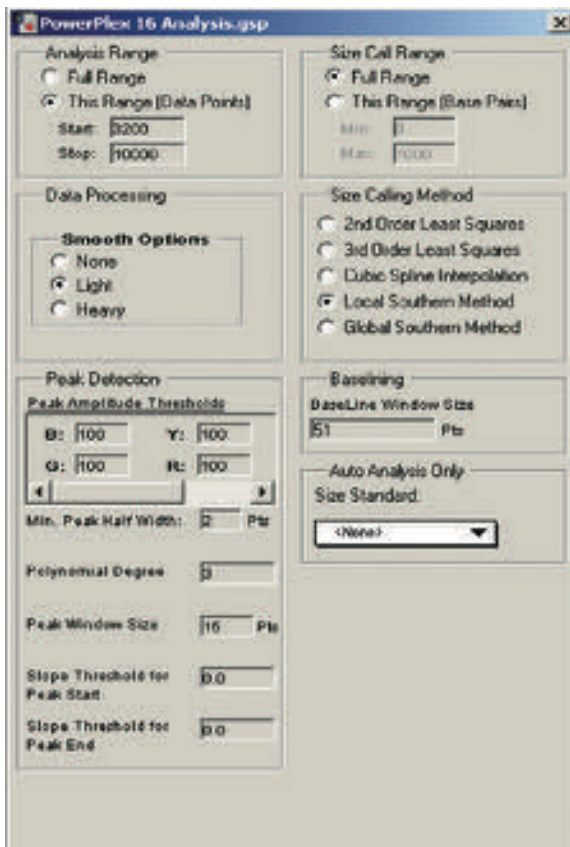 PowerPlex 16 Analysis.gsp
Analysis Range
Full Range
This Range (Data Points)
Start: 3200
Stop: 10000
Size Call Range
Full Range
This Range (Base Pairs)
Min: 0
Max: 1000
Data Processing
Smooth Options
None
Light
Heavy
Size Calling Method
2nd Order Least Squares
3rd Order Least Squares
Cubic Spline Interpolation
Local Southern Method
Global Southern Method
Peak Detection
Peak Amplitude Thresholds
B: 100 Y: 100
G: 100 R: 100
Min. Peak Half Width: 2 Pts
Polynomial Degree 3
Peak Window Size 15 Pts
Slope Threshold for
Peak Start 0.0
Slope Threshold for
Peak End 0.0
Baselining
BaseLine Window Size
51 Pts
Auto Analysis Only
Size Standard:
<None>